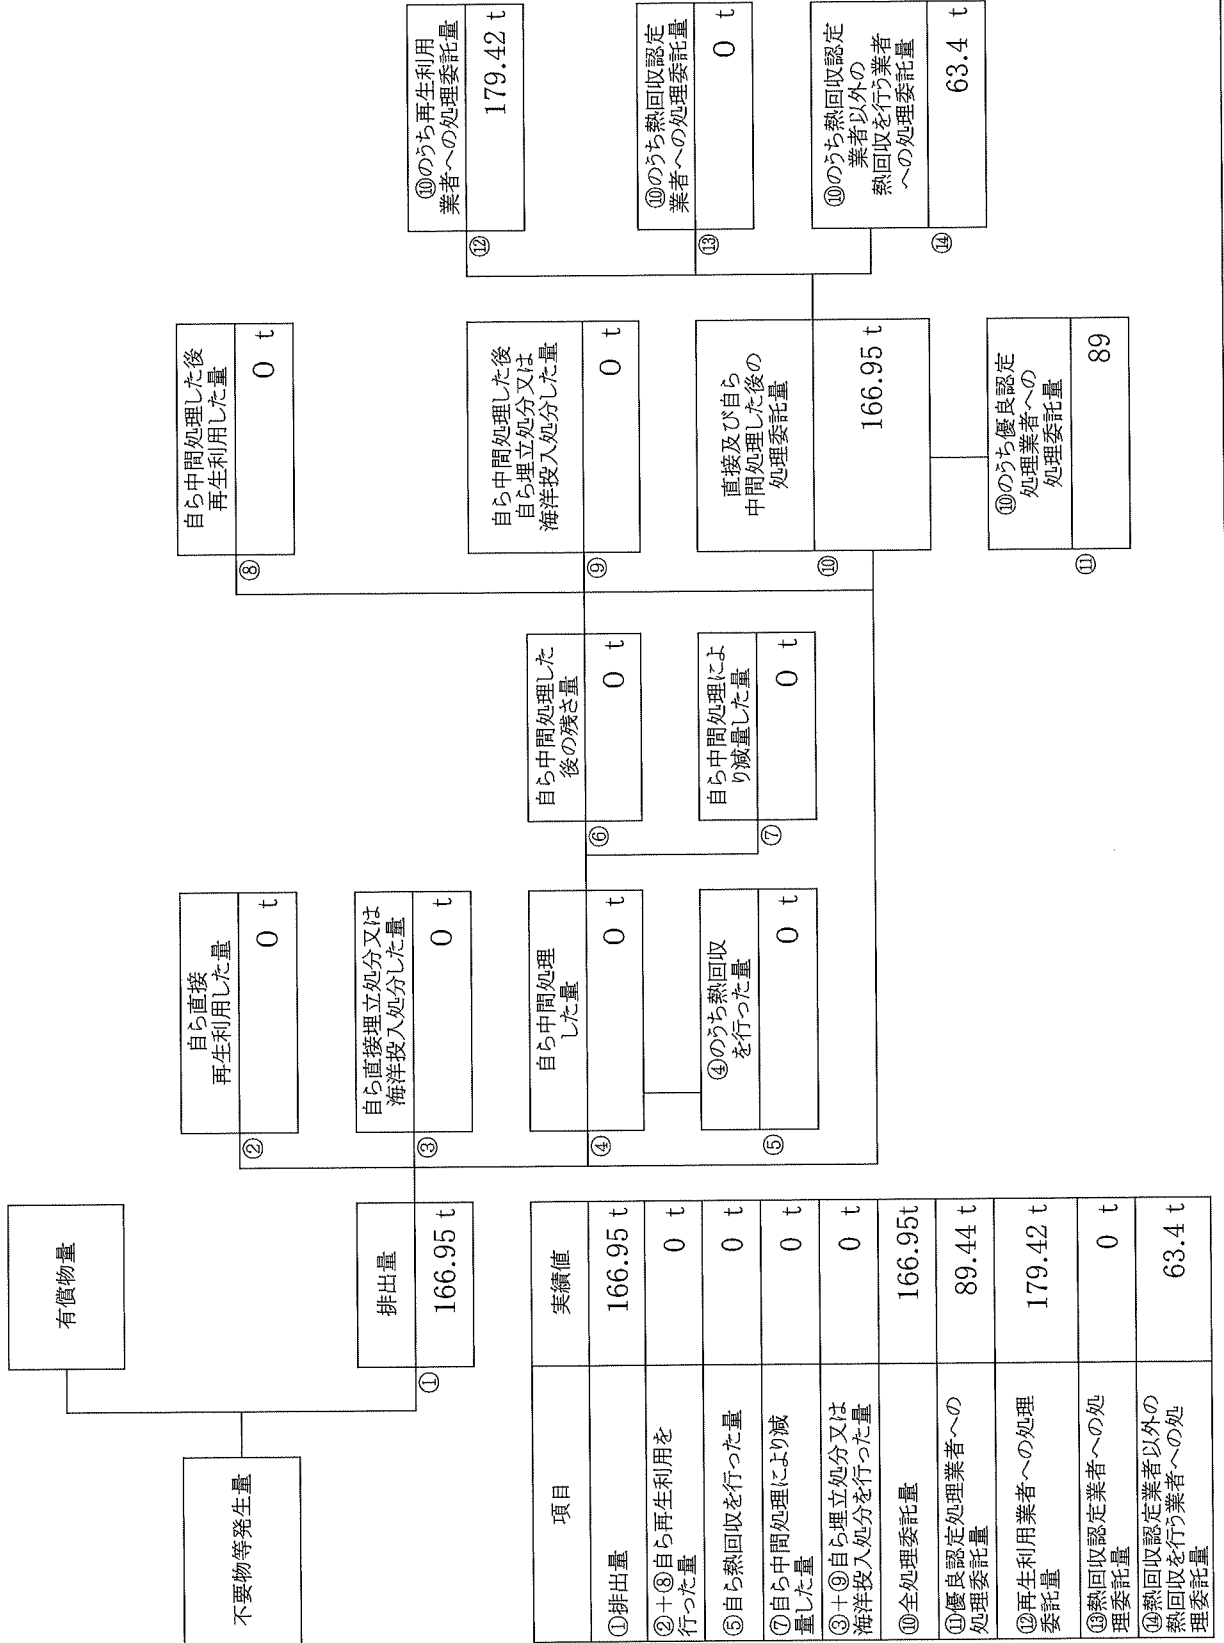 不要物等発生量
有償物量
①
排出量
166.95 t
②
自ら直接
再生利用した量
0 t
③
自ら直接埋立処分又は
海洋投入処分した量
0 t
④
自ら中間処理
した量
0 t
⑤
④のうち熱回収
を行った量
0 t
⑥
自ら中間処理した
後の残さ量
0 t
⑦
自ら中間処理によ
り減量した量
0 t
⑧
自ら中間処理した後
再生利用した量
0 t
⑨
自ら中間処理した後
自ら埋立処分又は
海洋投入処分した量
0 t
⑩
直接及び自ら
中間処理した後の
処理委託量
166.95 t
⑪
⑩のうち優良認定
処理業者への
処理委託量
89
⑫
⑩のうち再生利用
業者への処理委託量
179.42 t
⑬
⑩のうち熱回収認定
業者への処理委託量
0 t
⑭
⑩のうち熱回収認定
業者以外の
熱回収を行う業者
への処理委託量
63.4 t
項目 実績値
①排出量 166.95 t
②+⑧自ら再生利用を
行った量 0 t
⑤自ら熱回収を行った量 0 t
⑦自ら中間処理により減
量した量 0 t
③+⑨自ら埋立処分又は
海洋投入処分を行った量 0 t
⑩全処理委託量 166.95t
⑪優良認定処理業者への
処理委託量 89.44 t
⑫再生利用業者への処理
委託量 179.42 t
⑬熱回収認定業者への処
理委託量 0 t
⑭熱回収認定業者以外の
熱回収を行う業者への処
理委託量 63.4 t